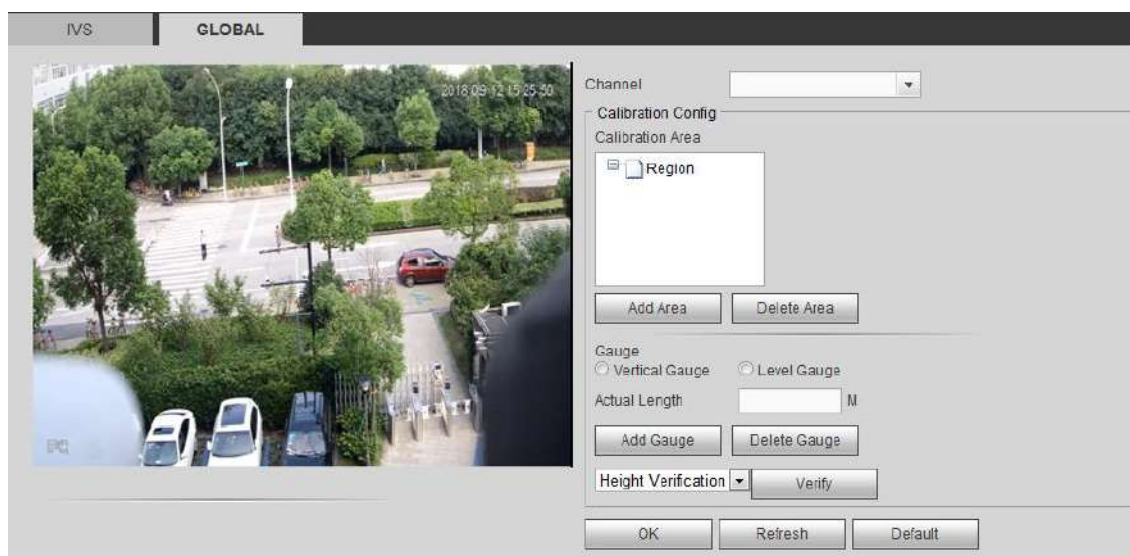 IVS
GLOBAL
2018 09 12 15 25 50
IPC
Channel
Calibration Config
Calibration Area
Region
Add Area
Delete Area
Gauge
Vertical Gauge
Level Gauge
Actual Length
M
Add Gauge
Delete Gauge
Height Verification
Verify
OK
Refresh
Default